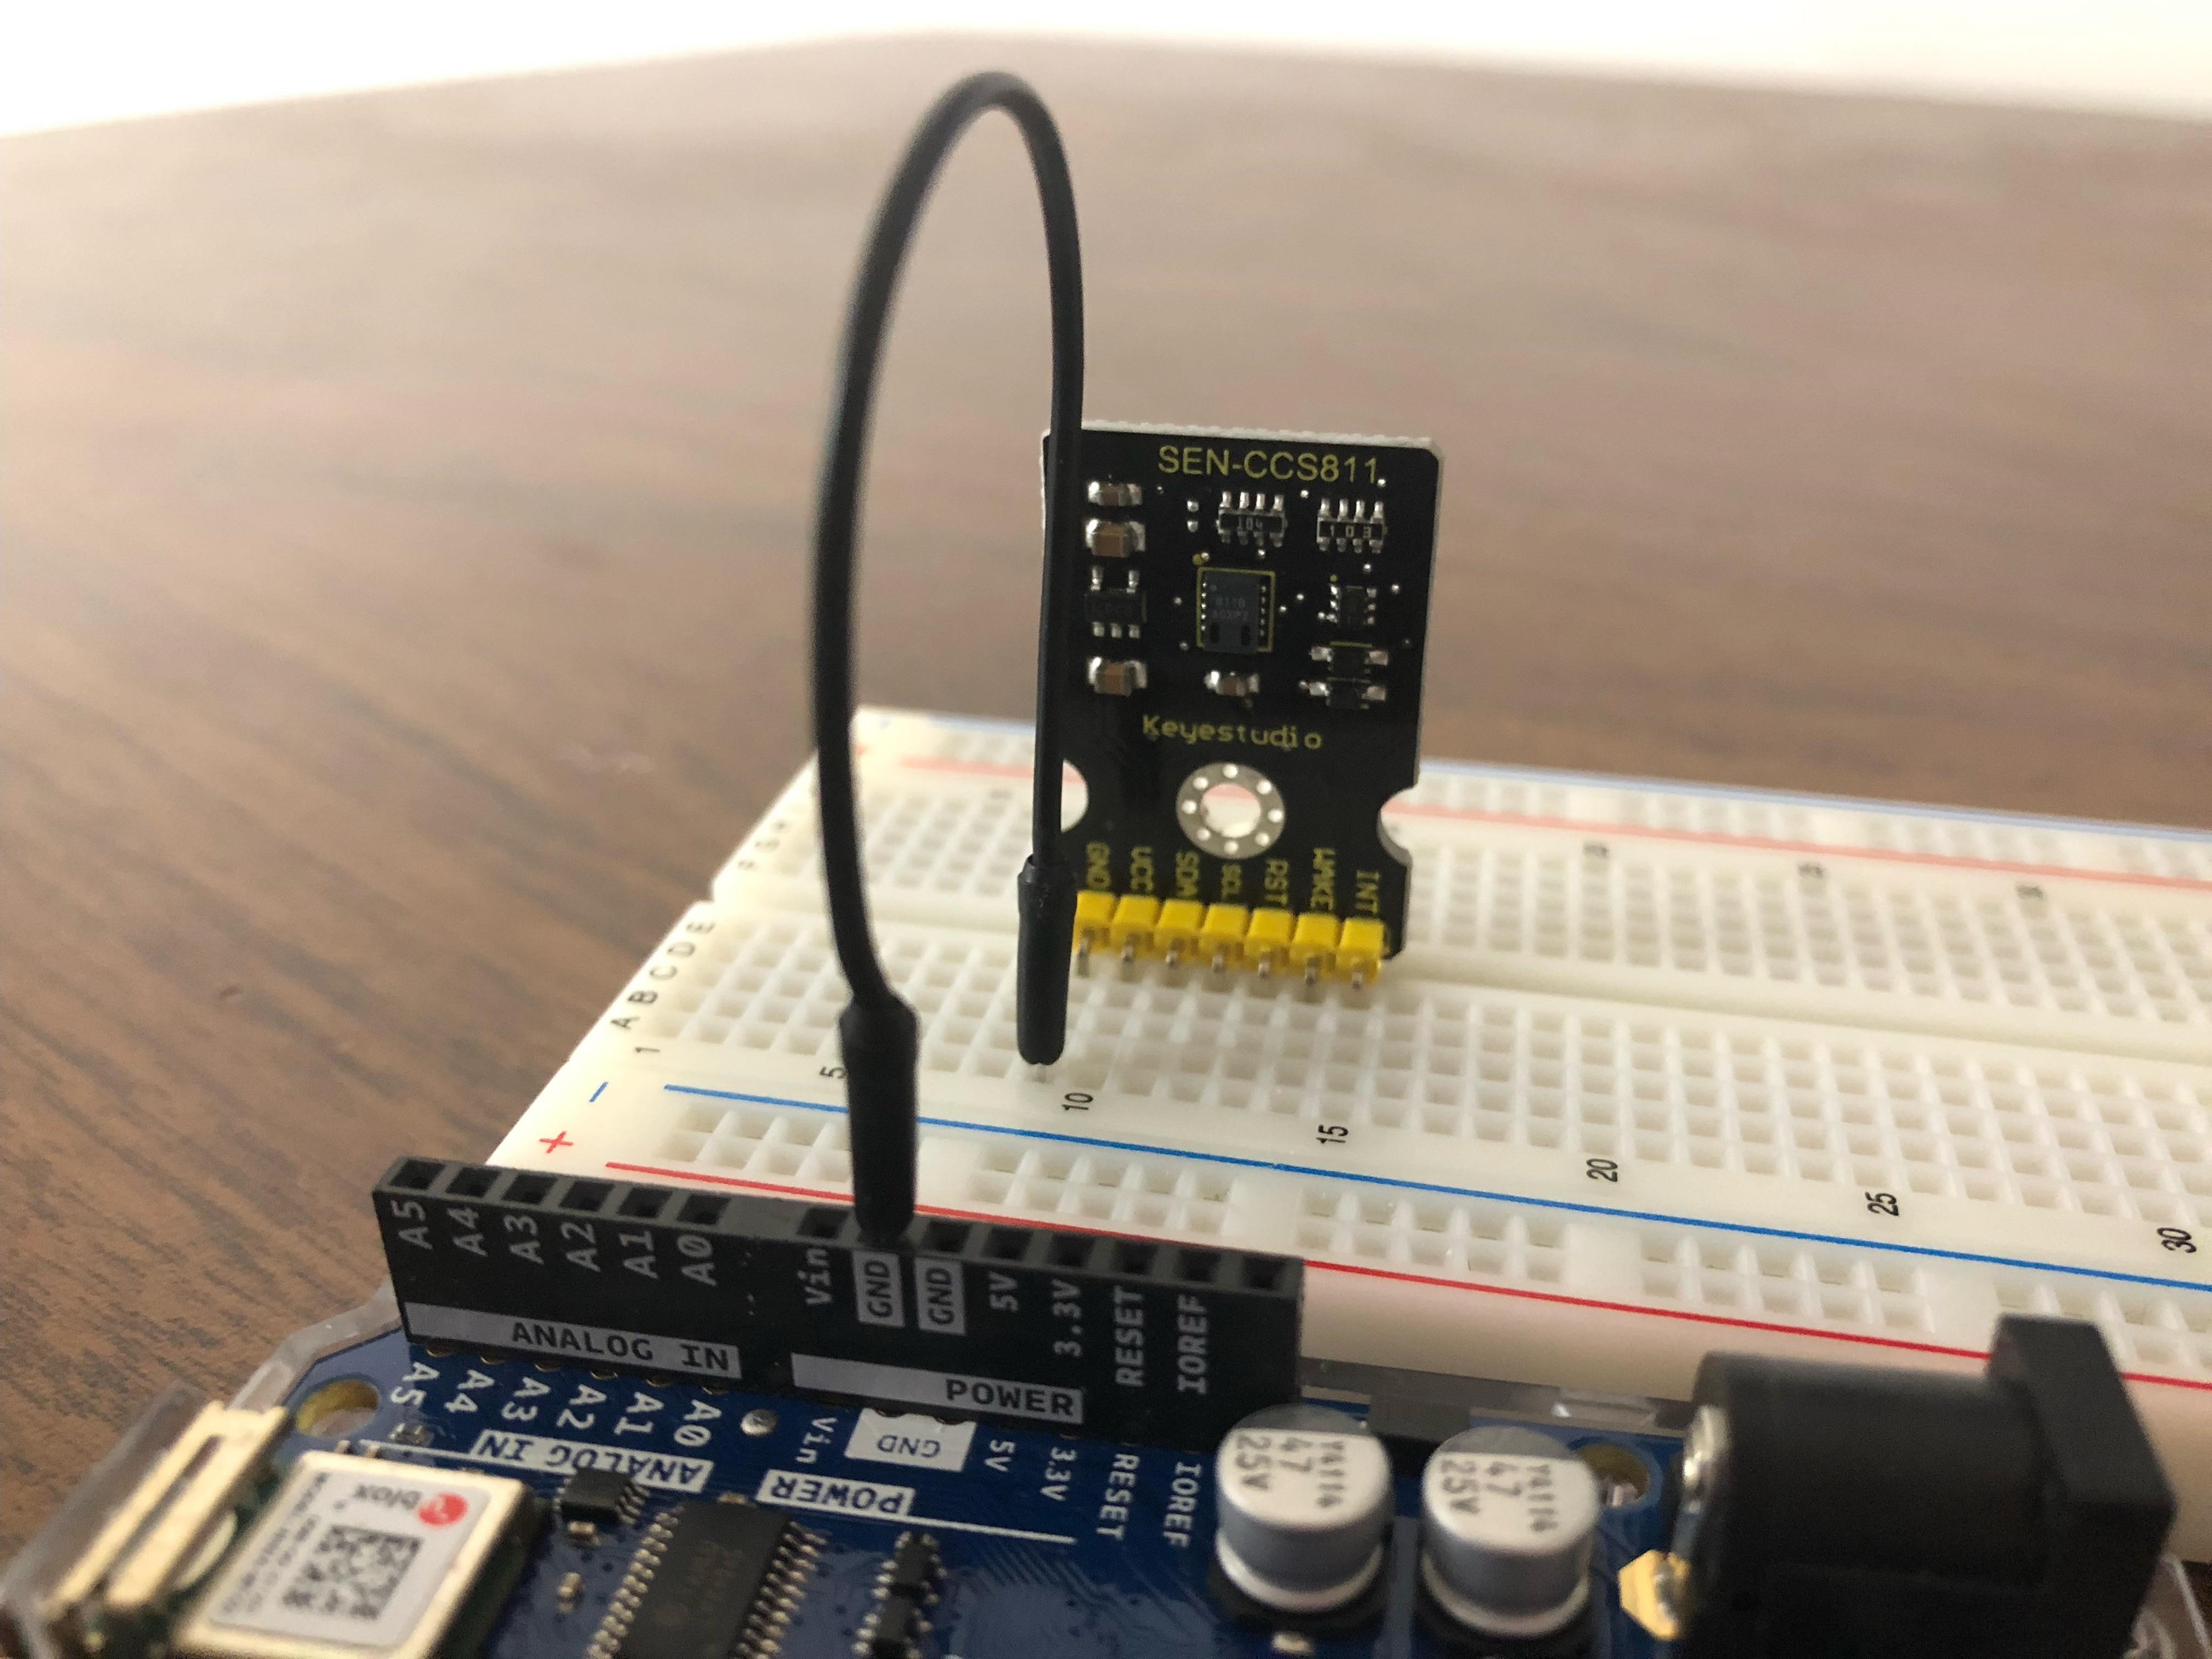 SEN-CCS811
Keyestudio
GND VCC SDA SCL RST WAKE INT
E
D
C
B
A
1 5 10 15 20 25 30
−
+
A5 A4 A3 A2 A1 A0 Vin GND GND 5V 3.3V RESET IOREF
ANALOG IN
POWER
A5 A4 A3 A2 A1 A0 Vin GND 5V 3.3V RESET IOREF
ANALOG IN
POWER
blox
Y4114
47
25V
Y4114
47
25V